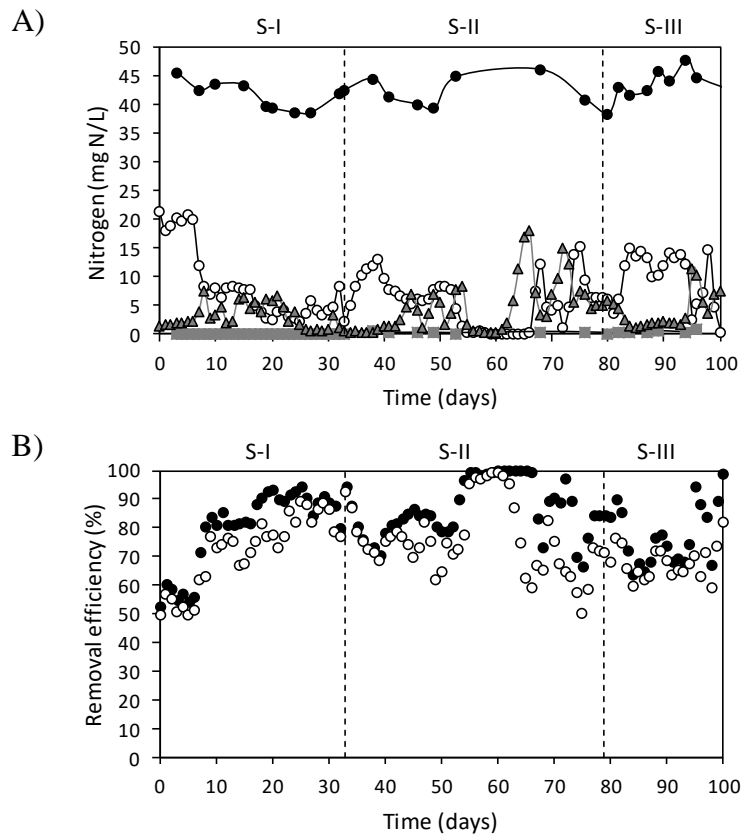 A)
S-I S-II S-III
Nitrogen (mg N/L)
50
45
40
35
30
25
20
15
10
5
0
0 10 20 30 40 50 60 70 80 90 100
Time (days)
B)
S-I S-II S-III
Removal efficiency (%)
100
90
80
70
60
50
40
30
20
10
0
0 10 20 30 40 50 60 70 80 90 100
Time (days)